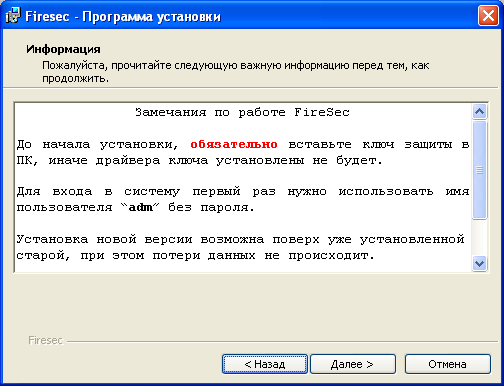 Firesec - Программа установки
Информация
Пожалуйста, прочитайте следующую важную информацию перед тем, как
продолжить.
Замечания по работе FireSec
До начала установки, обязательно вставьте ключ защиты в
ПК, иначе драйвера ключа установлены не будет.
Для входа в систему первый раз нужно использовать имя
пользователя “adm” без пароля.
Установка новой версии возможна поверх уже установленной
старой, при этом потери данных не происходит.
Firesec
< Назад
Далее >
Отмена